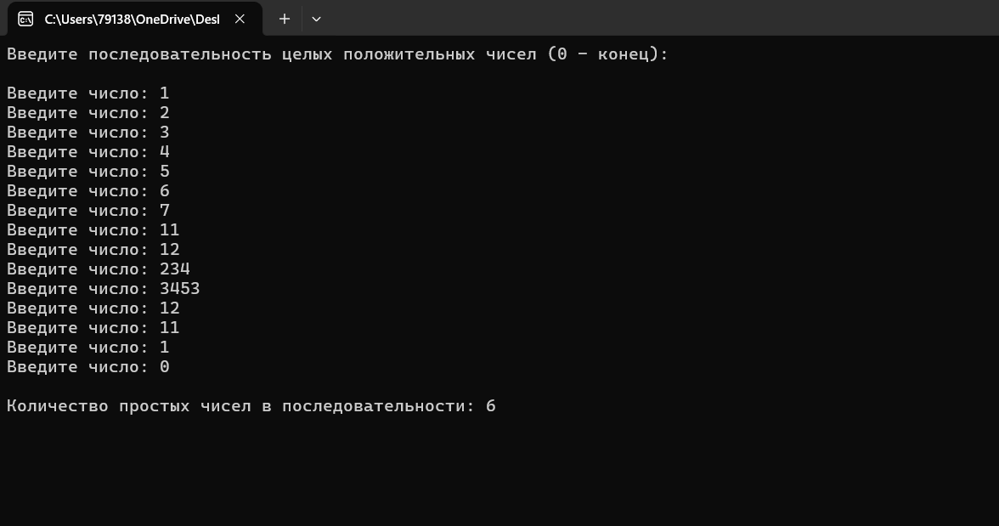 C:\Users\79138\OneDrive\Desl
Введите последовательность целых положительных чисел (0 - конец):
Введите число: 1
Введите число: 2
Введите число: 3
Введите число: 4
Введите число: 5
Введите число: 6
Введите число: 7
Введите число: 11
Введите число: 12
Введите число: 234
Введите число: 3453
Введите число: 12
Введите число: 11
Введите число: 1
Введите число: 0
Количество простых чисел в последовательности: 6